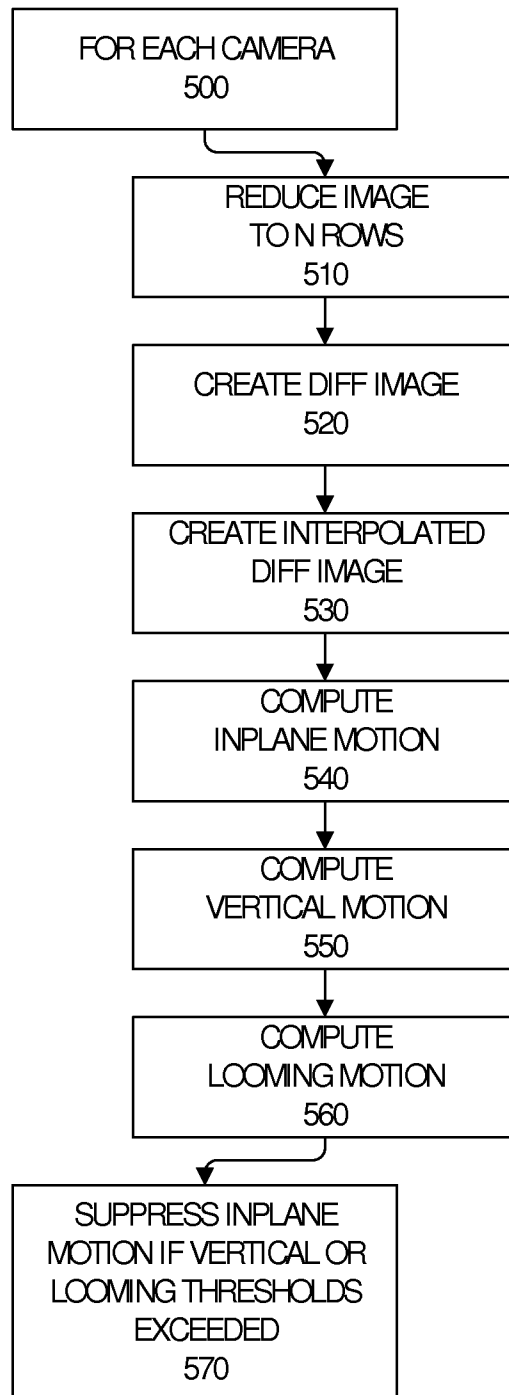 FOR EACH CAMERA
500
REDUCE IMAGE
TO N ROWS
510
CREATE DIFF IMAGE
520
CREATE INTERPOLATED
DIFF IMAGE
530
COMPUTE
INPLANE MOTION
540
COMPUTE
VERTICAL MOTION
550
COMPUTE
LOOMING MOTION
560
SUPPRESS INPLANE
MOTION IF VERTICAL OR
LOOMING THRESHOLDS
EXCEEDED
570